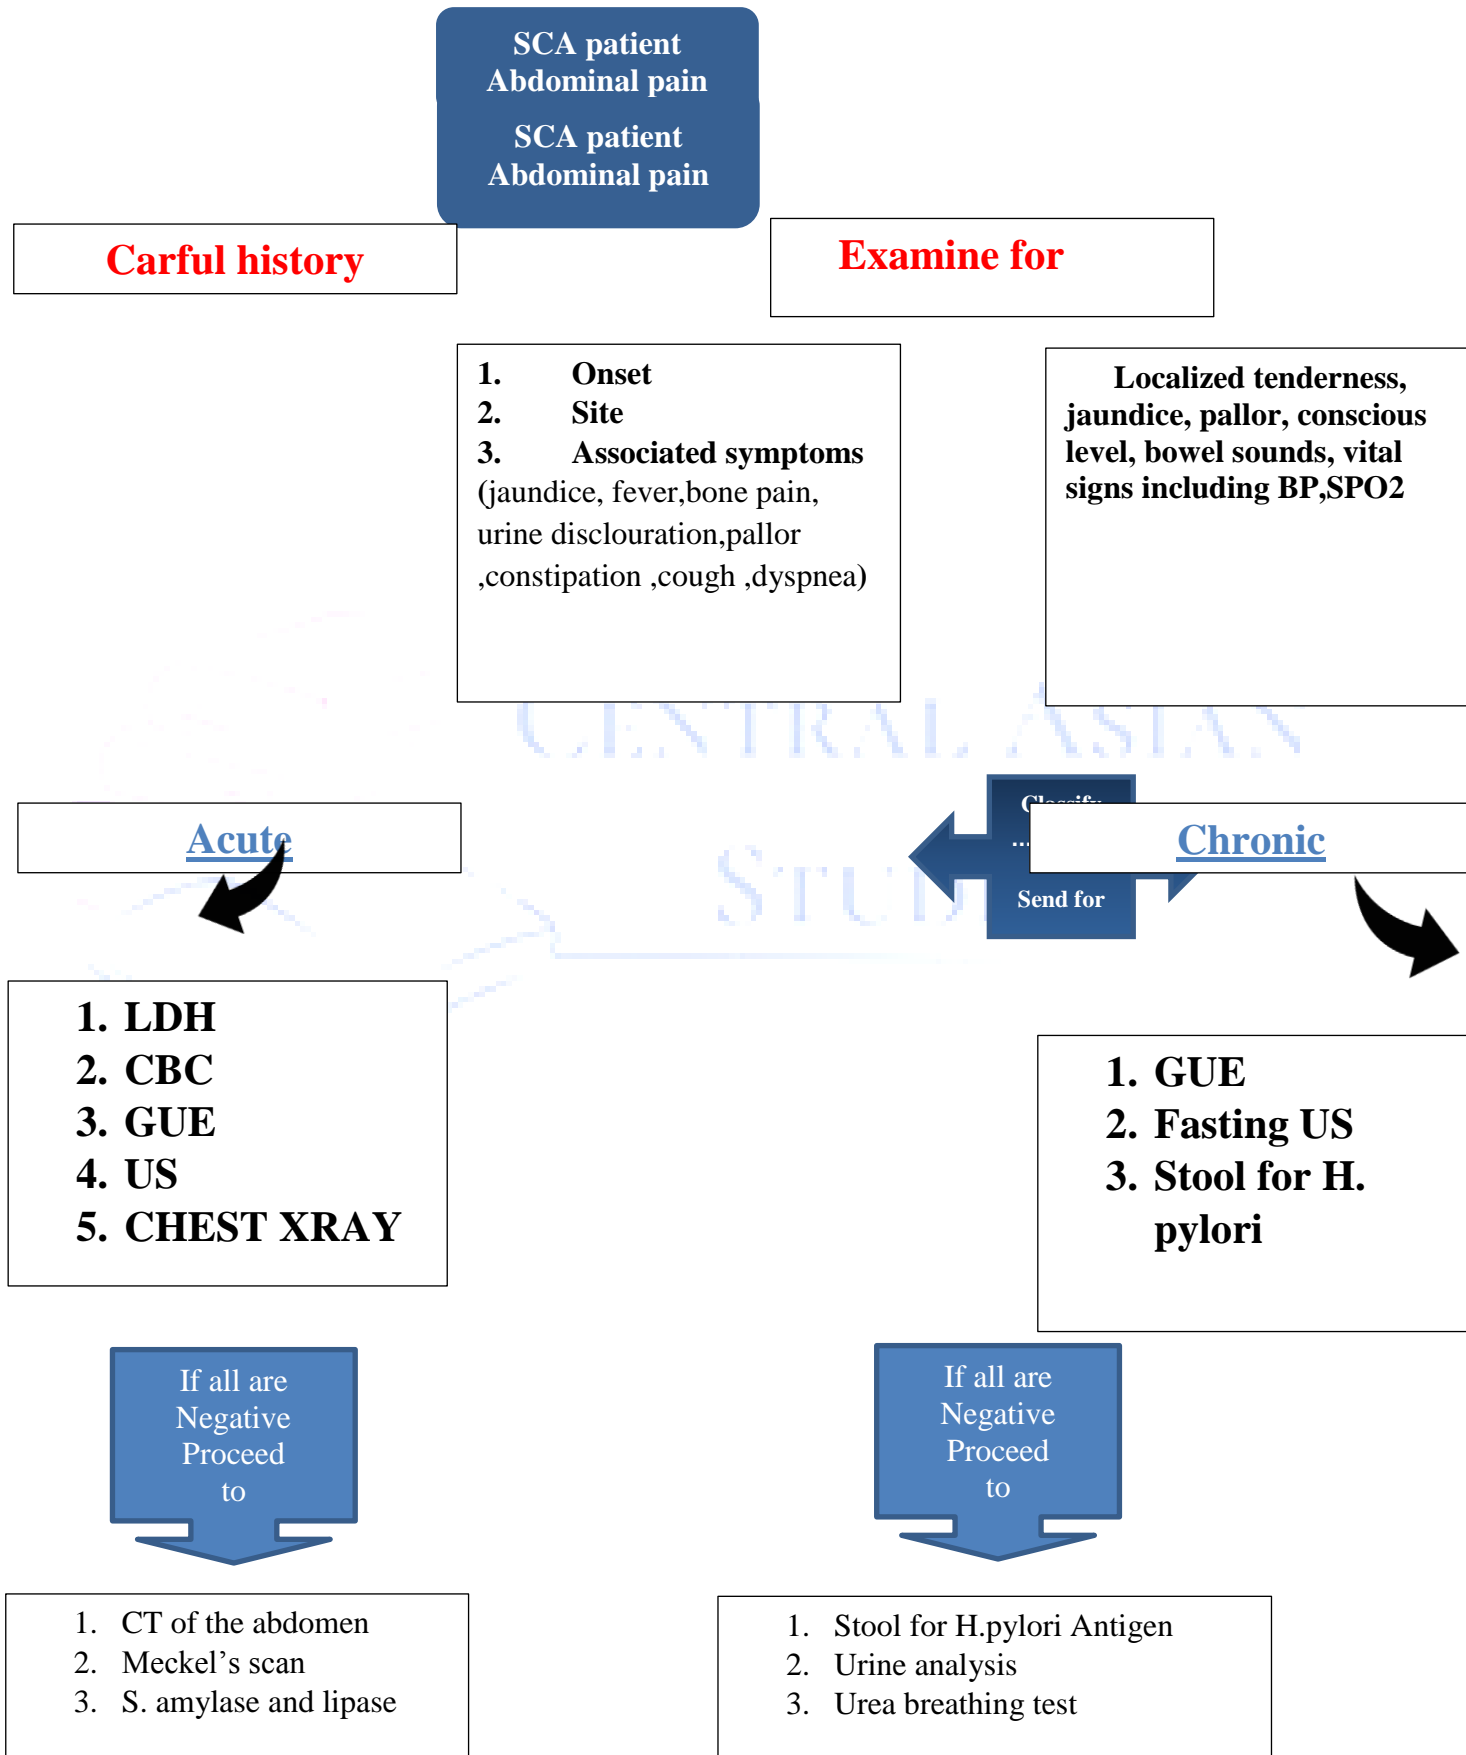 SCA patient
Abdominal pain
SCA patient
Abdominal pain
Carful history
Examine for
1. Onset
2. Site
3. Associated symptoms
(jaundice, fever,bone pain,
urine disclouration,pallor
,constipation ,cough ,dyspnea)
Localized tenderness,
jaundice, pallor, conscious
level, bowel sounds, vital
signs including BP,SPO2
CENTRAL ASIAN
STUD
Acute
Classify
...
Send for
Chronic
1. LDH
2. CBC
3. GUE
4. US
5. CHEST XRAY
1. GUE
2. Fasting US
3. Stool for H.
pylori
If all are
Negative
Proceed
to
If all are
Negative
Proceed
to
1. CT of the abdomen
2. Meckel’s scan
3. S. amylase and lipase
1. Stool for H.pylori Antigen
2. Urine analysis
3. Urea breathing test